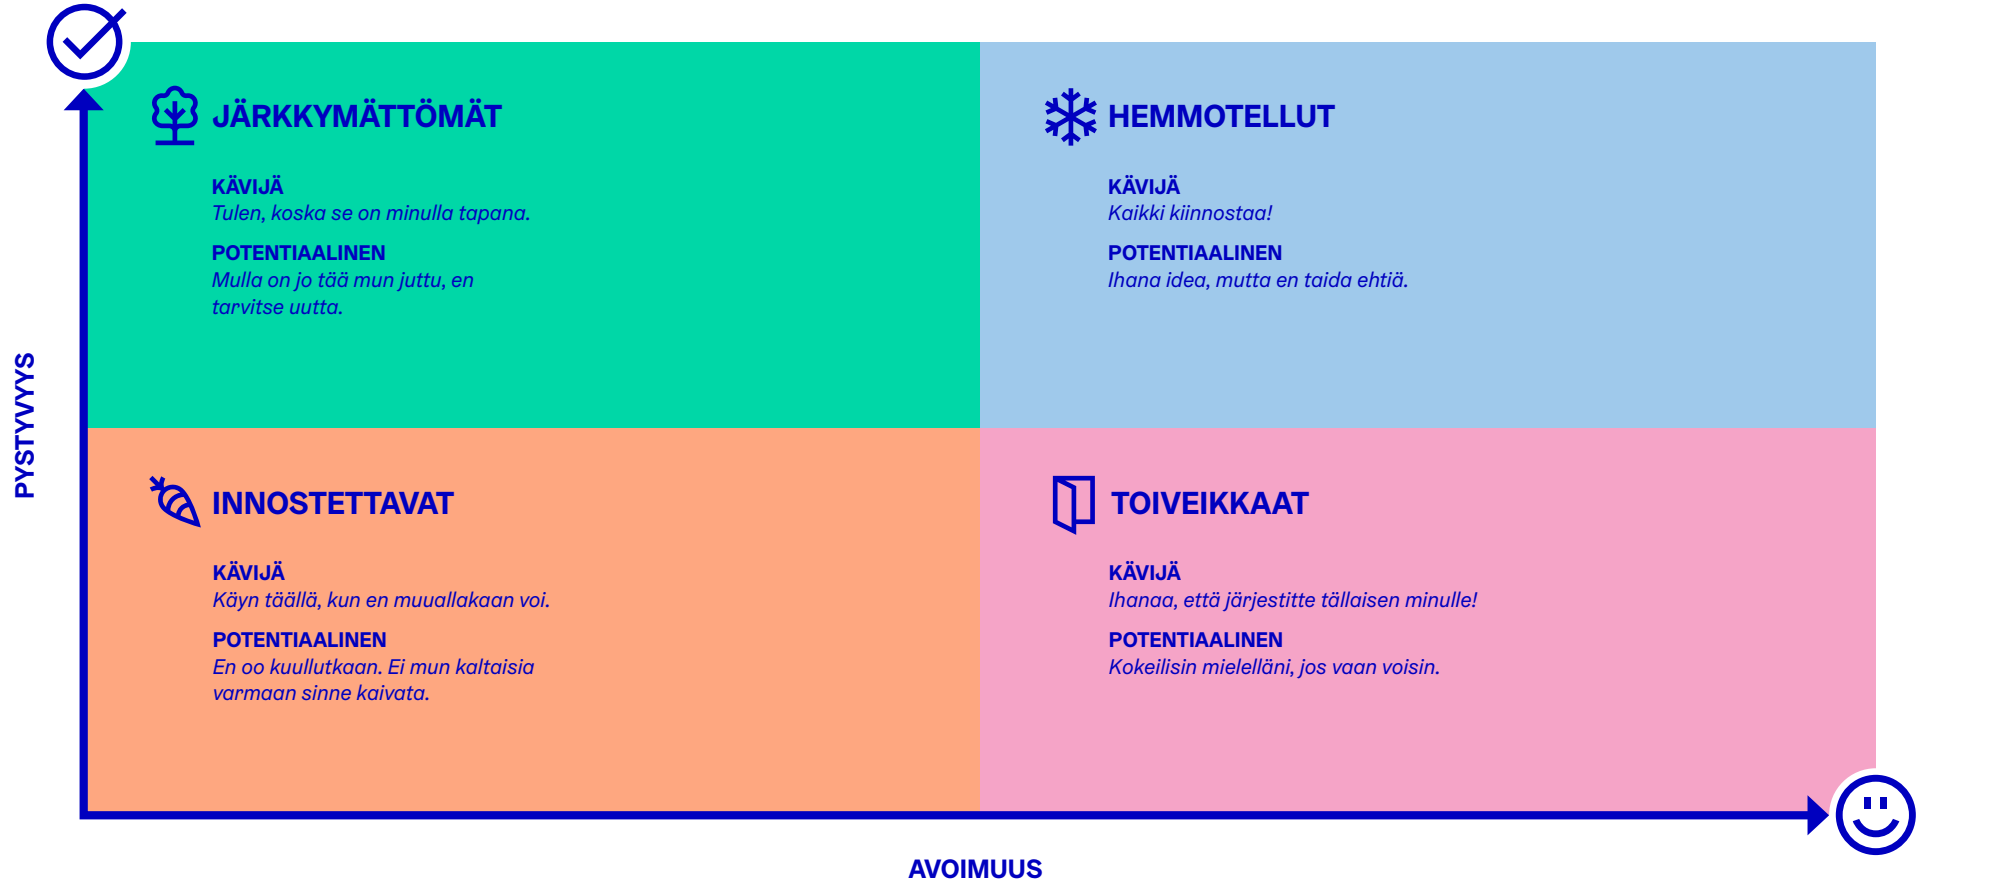 JÄRKKYMÄTTÖMÄT
KÄVIJÄ
Tulen, koska se on minulla tapana.
POTENTIAALINEN
Mulla on jo tää mun juttu, en
tarvitse uutta.
HEMMOTELLUT
KÄVIJÄ
Kaikki kiinnostaa!
POTENTIAALINEN
Ihana idea, mutta en taida ehtiä.
PYSTYVYYS
INNOSTETTAVAT
KÄVIJÄ
Käyn täällä, kun en muuallakaan voi.
POTENTIAALINEN
En oo kuullutkaan. Ei mun kaltaisia
varmaan sinne kaivata.
TOIVEIKKAAT
KÄVIJÄ
Ihanaa, että järjestitte tällaisen minulle!
POTENTIAALINEN
Kokeilisin mielelläni, jos vaan voisin.
AVOIMUUS